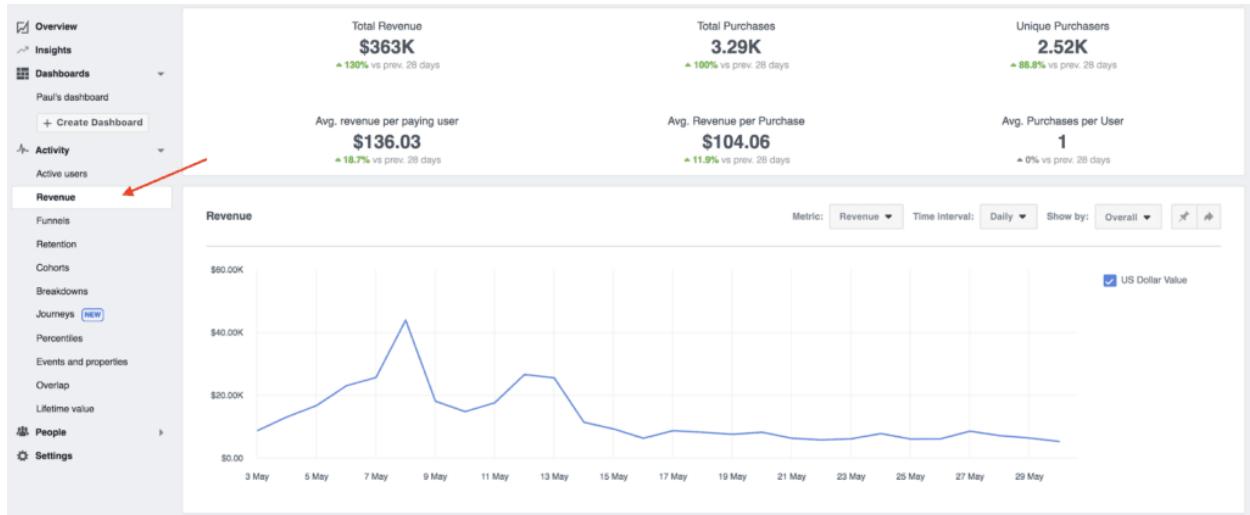 Overview
Insights
Dashboards
Paul's dashboard
+ Create Dashboard
Activity
Active users
Revenue
Funnels
Retention
Cohorts
Breakdowns
Journeys NEW
Percentiles
Events and properties
Overlap
Lifetime value
People
Settings
Total Revenue
$363K
130% vs prev. 28 days
Total Purchases
3.29K
100% vs prev. 28 days
Unique Purchasers
2.52K
88.8% vs prev. 28 days
Avg. revenue per paying user
$136.03
18.7% vs prev. 28 days
Avg. Revenue per Purchase
$104.06
11.9% vs prev. 28 days
Avg. Purchases per User
1
0% vs prev. 28 days
Revenue
Metric: Revenue Time interval: Daily Show by: Overall
$60.00K
$40.00K
$20.00K
$0.00
3 May 5 May 7 May 9 May 11 May 13 May 15 May 17 May 19 May 21 May 23 May 25 May 27 May 29 May
US Dollar Value